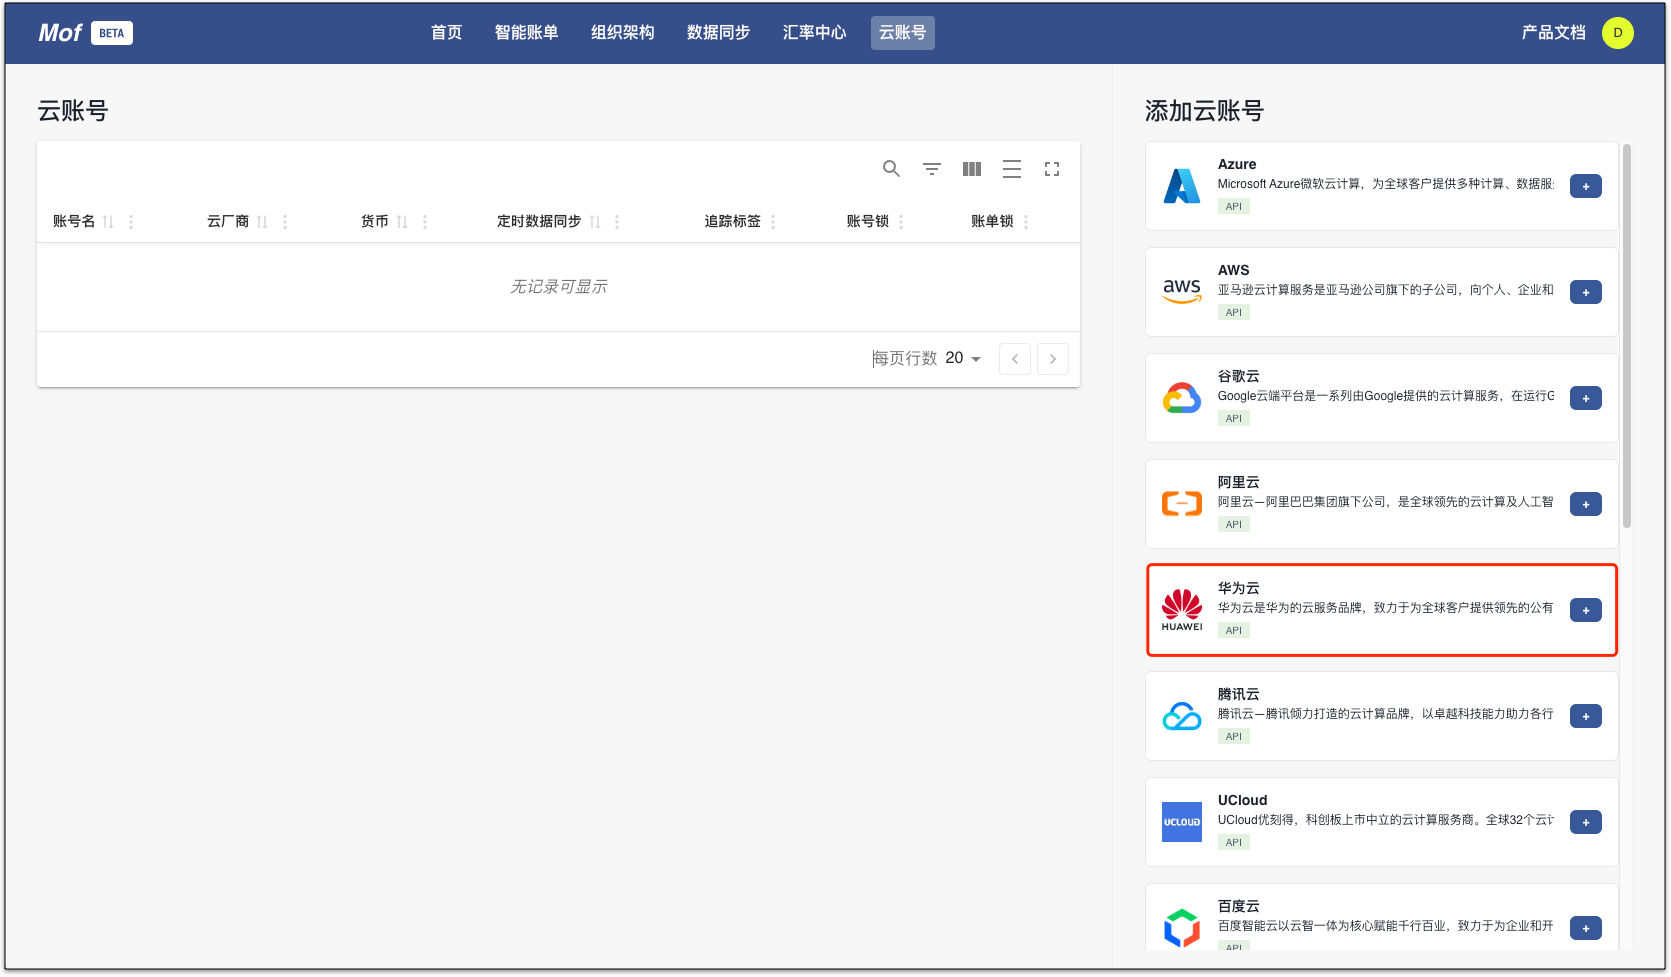 Mof BETA 首页 智能账单 组织架构 数据同步 汇率中心 云账号 产品文档 D
云账号
账号名 云厂商 货币 定时数据同步 追踪标签 账号锁 账单锁
无记录可显示
每页行数 20
添加云账号
Azure
Microsoft Azure微软云计算，为全球客户提供多种计算、数据服
API
+
aws
AWS
亚马逊云计算服务是亚马逊公司旗下的子公司，向个人、企业和
API
+
谷歌云
Google云端平台是一系列由Google提供的云计算服务，在运行G
API
+
阿里云
阿里云—阿里巴巴集团旗下公司，是全球领先的云计算及人工智
API
+
HUAWEI
华为云
华为云是华为的云服务品牌，致力于为全球客户提供领先的公有
API
+
腾讯云
腾讯云—腾讯倾力打造的云计算品牌，以卓越科技能力助力各行
API
+
UCLOUD
UCloud
UCloud优刻得，科创板上市中立的云计算服务商。全球32个云计
API
+
百度云
百度智能云以云智一体为核心赋能千行百业，致力于为企业和开
API
+